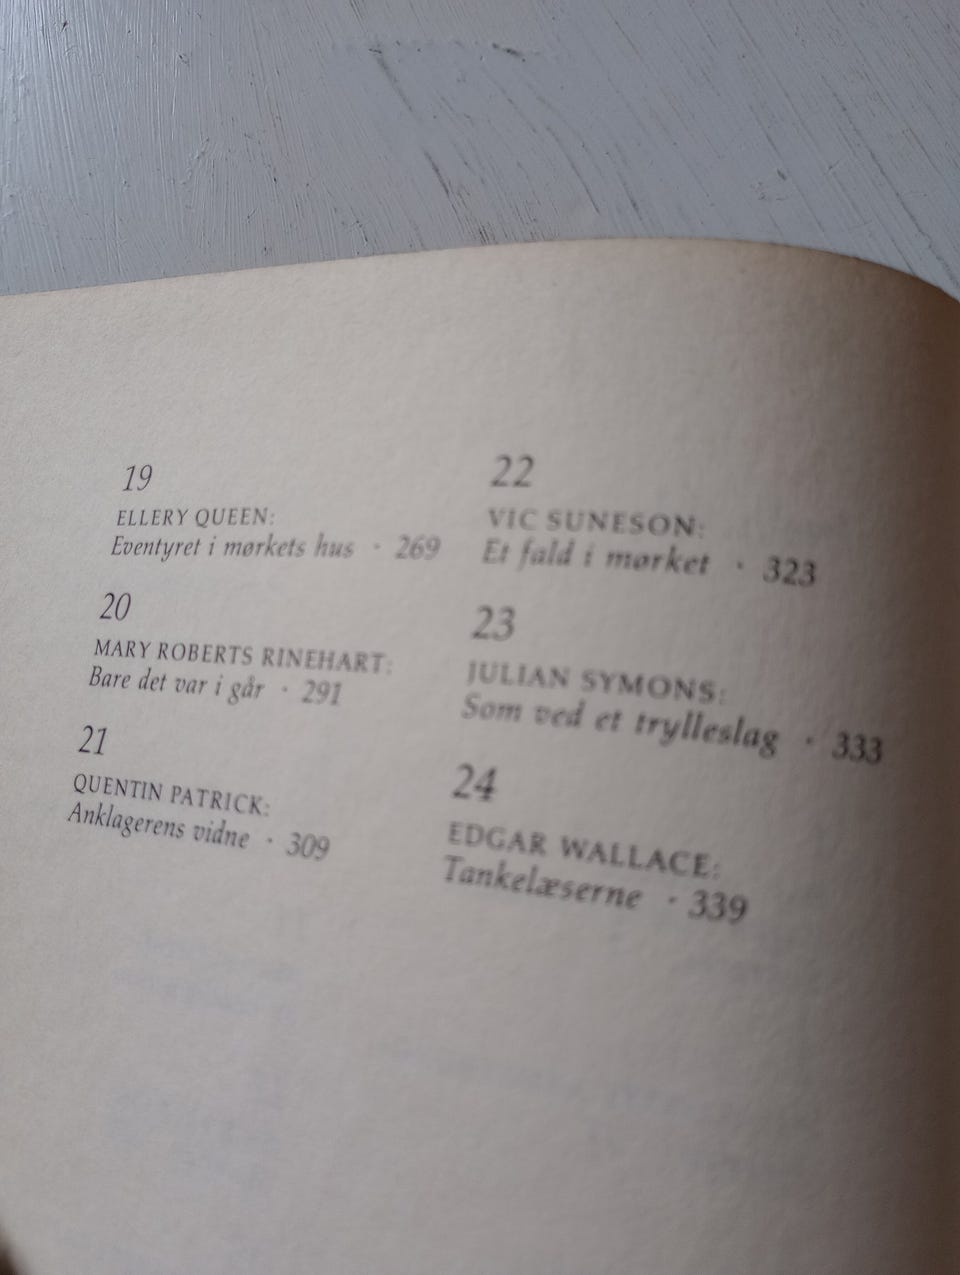 19
ELLERY QUEEN:
Eventyret i mørkets hus · 269
20
MARY ROBERTS RINEHART:
Bare det var i går · 291
21
QUENTIN PATRICK:
Anklagerens vidne · 309
22
VIC SUNESON:
Et fald i mørket · 323
23
JULIAN SYMONS:
Som ved et trylleslag · 333
24
EDGAR WALLACE:
Tankelæserne · 339